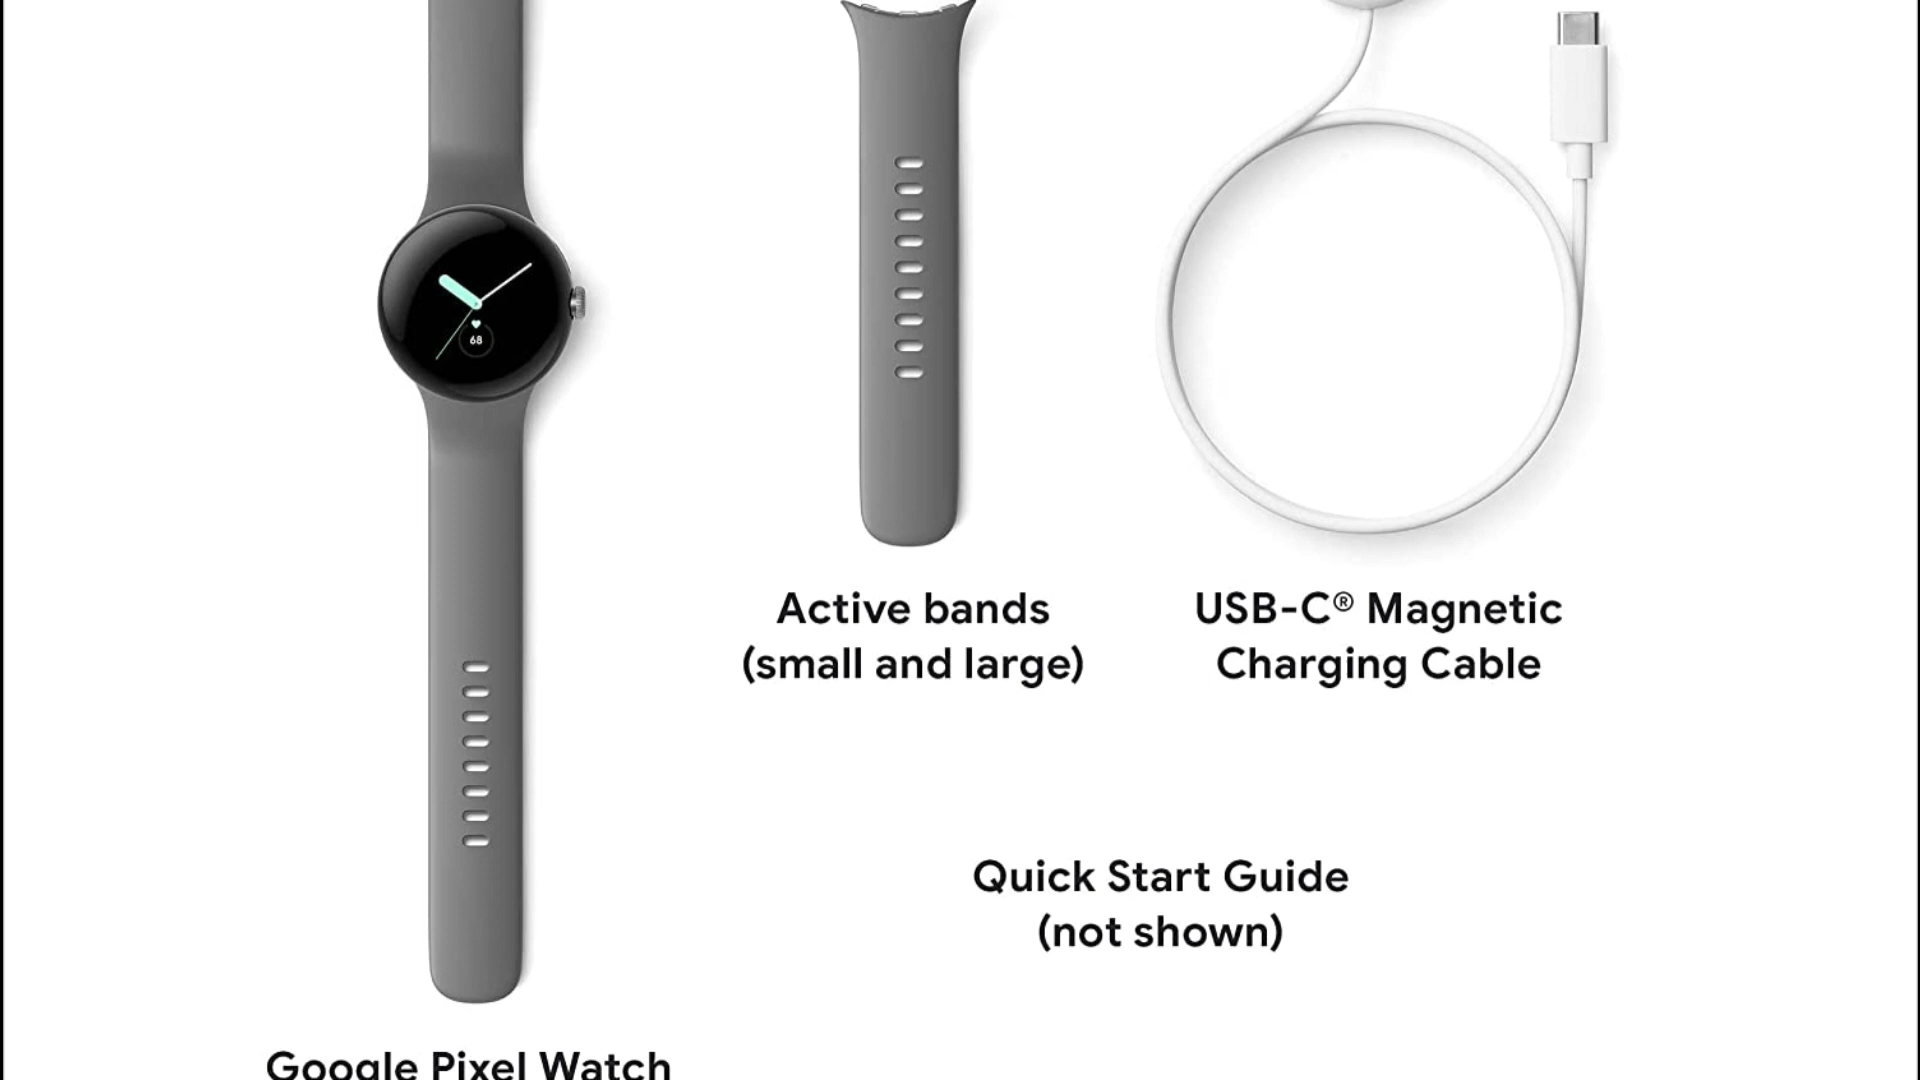 68
Active bands
(small and large)
USB-C® Magnetic
Charging Cable
Quick Start Guide
(not shown)
Google Pixel Watch